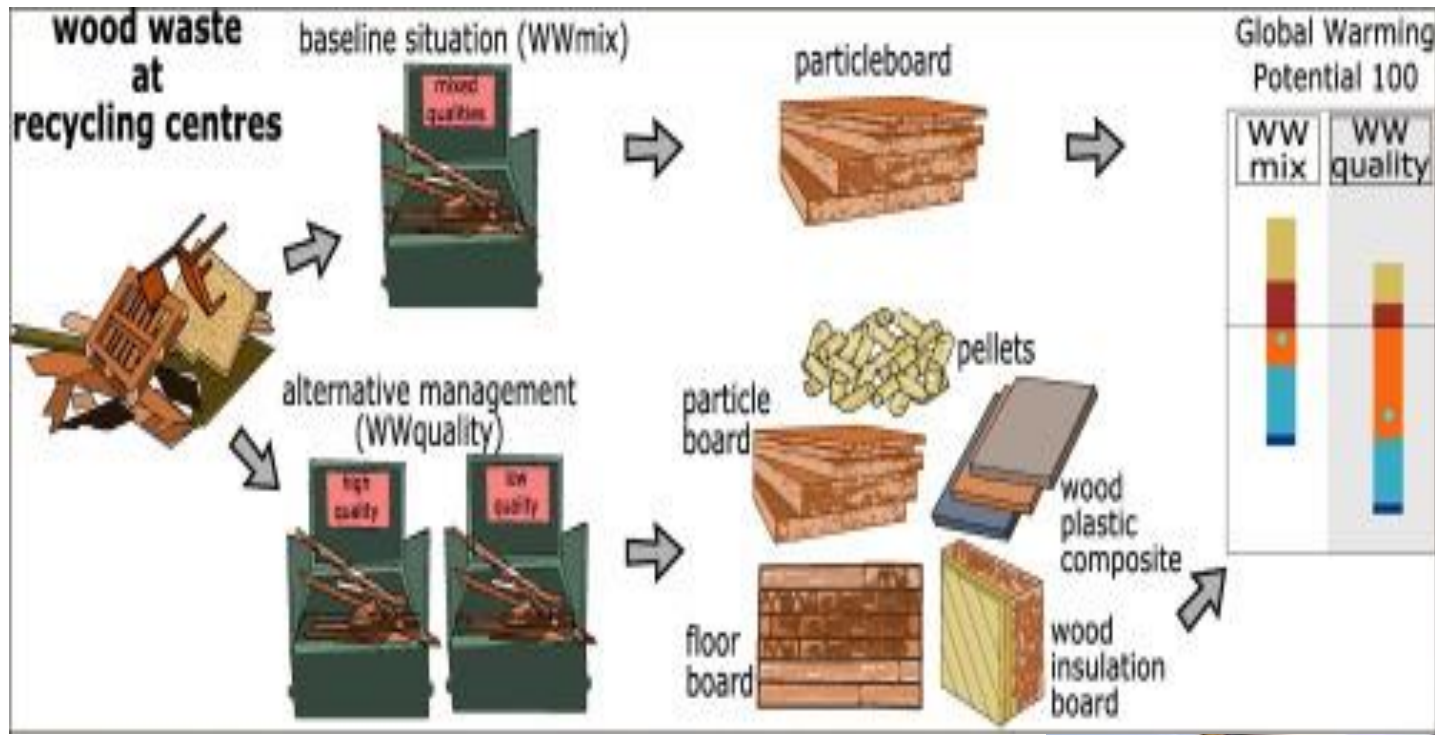 wood waste
at
recycling centres
baseline situation (WWmix)
mixed
qualities
particleboard
Global Warming
Potential 100
WW
mix
WW
quality
alternative management
(WWquality)
high
quality
low
quality
pellets
particle
board
wood
plastic
composite
floor
board
wood
insulation
board